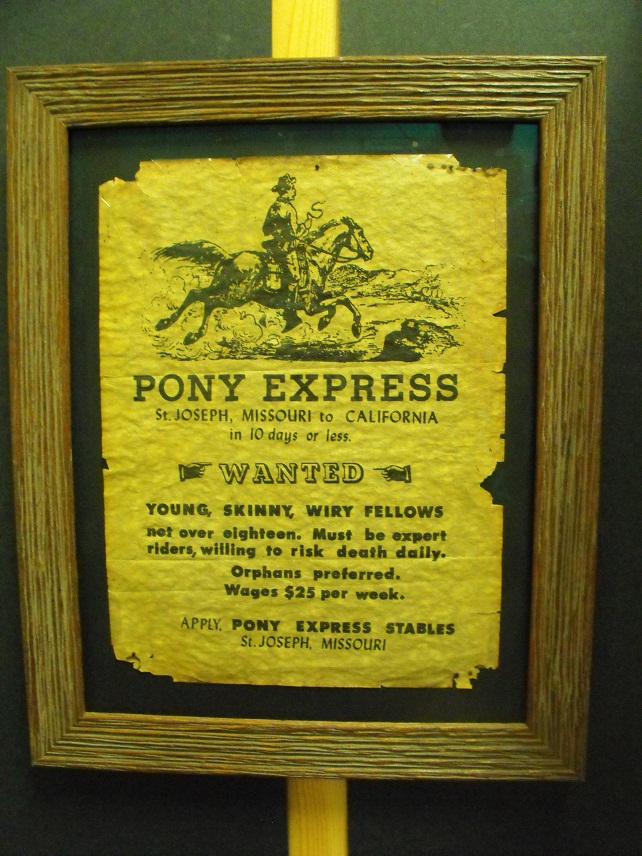 PONY EXPRESS
St. JOSEPH, MISSOURI to CALIFORNIA
in 10 days or less.
WANTED
YOUNG, SKINNY, WIRY FELLOWS
not over eighteen. Must be expert
riders, willing to risk death daily.
Orphans preferred.
Wages $25 per week.
APPLY, PONY EXPRESS STABLES
St. JOSEPH, MISSOURI